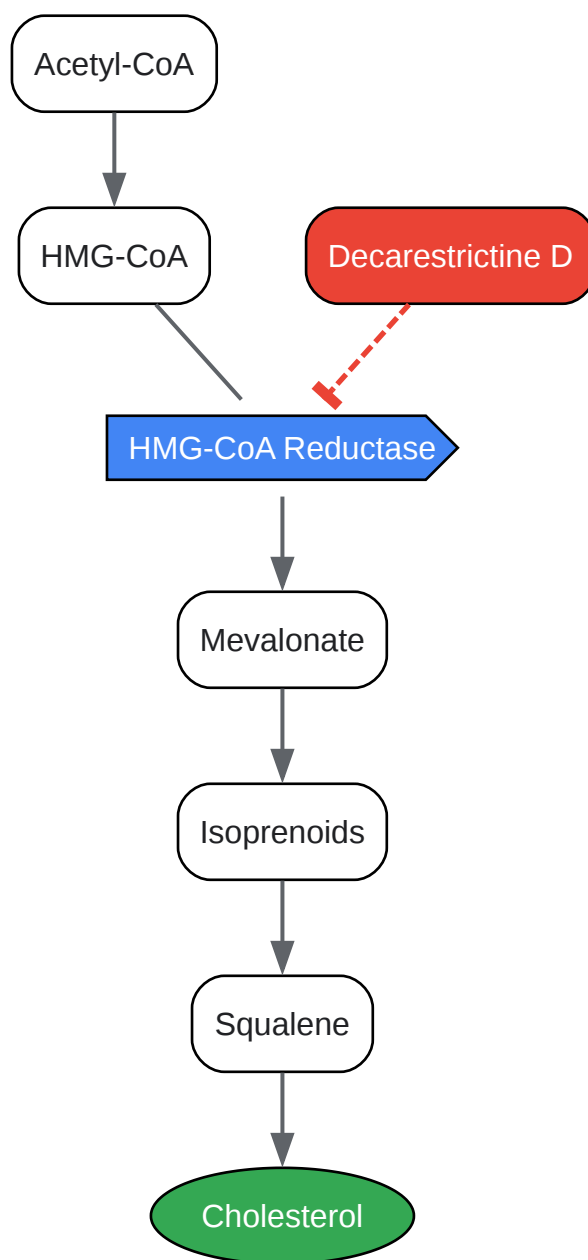 Acetyl-CoA
HMG-CoA
Decarestrictine D
HMG-CoA Reductase
Mevalonate
Isoprenoids
Squalene
Cholesterol